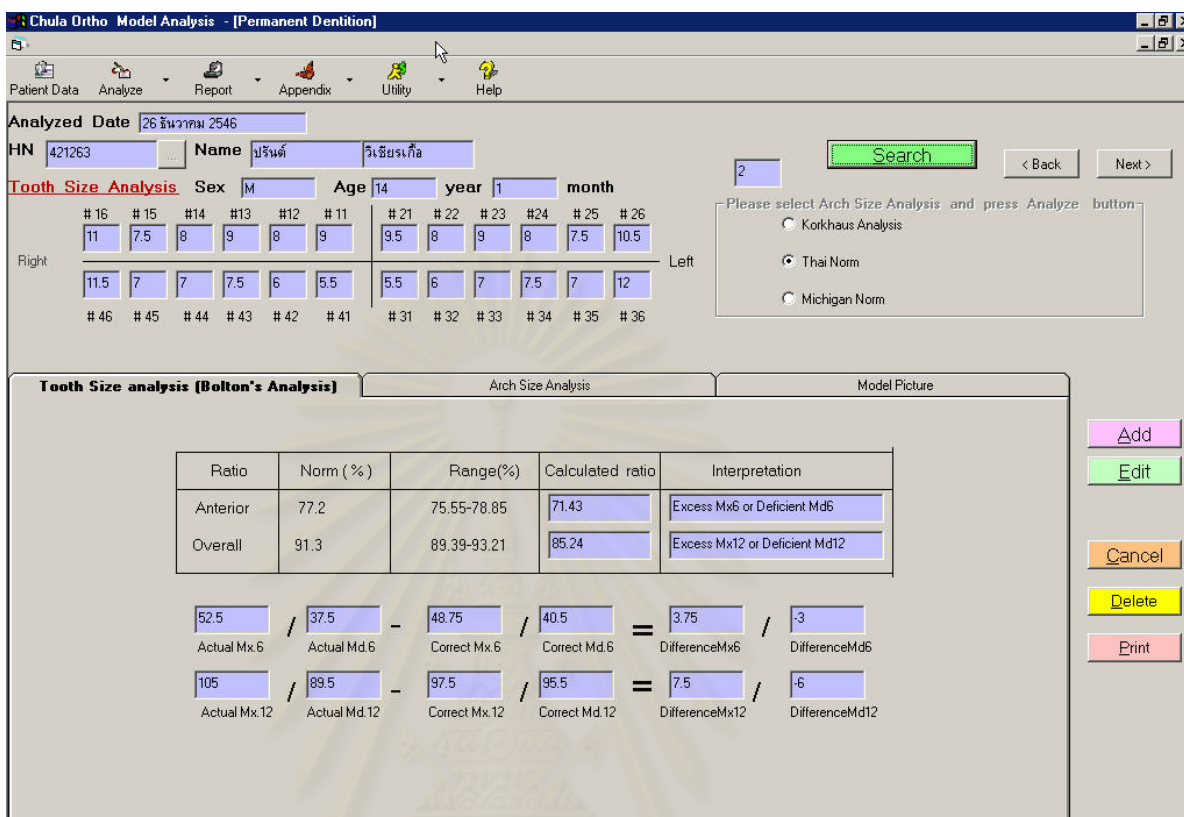 Chula Ortho Model Analysis - [Permanent Dentition]
Patient Data Analyze Report Appendix Utility Help
Analyzed Date 26 ธันวาคม 2546
HN 421263 ... Name ปรันต์ วิเชียรเกื้อ
2 Search < Back Next >
Tooth Size Analysis Sex M Age 14 year 1 month
Please select Arch Size Analysis and press Analyze button
Korkhaus Analysis
Thai Norm
Michigan Norm
# 16 # 15 #14 #13 #12 # 11 # 21 # 22 # 23 #24 # 25 # 26
11 7.5 8 9 8 9 9.5 8 9 8 7.5 10.5
Right Left
11.5 7 7 7.5 6 5.5 5.5 6 7 7.5 7 12
# 46 # 45 # 44 # 43 # 42 # 41 # 31 # 32 # 33 # 34 # 35 # 36
Tooth Size analysis (Bolton's Analysis) Arch Size Analysis Model Picture
Ratio Norm ( % ) Range(%) Calculated ratio Interpretation
Anterior 77.2 75.55-78.85 71.43 Excess Mx6 or Deficient Md6
Overall 91.3 89.39-93.21 85.24 Excess Mx12 or Deficient Md12
52.5 / 37.5 - 48.75 / 40.5 = 3.75 / -3
Actual Mx.6 Actual Md.6 Correct Mx.6 Correct Md.6 DifferenceMx6 DifferenceMd6
105 / 89.5 - 97.5 / 95.5 = 7.5 / -6
Actual Mx.12 Actual Md.12 Correct Mx.12 Correct Md.12 DifferenceMx12 DifferenceMd12
Add
Edit
Cancel
Delete
Print